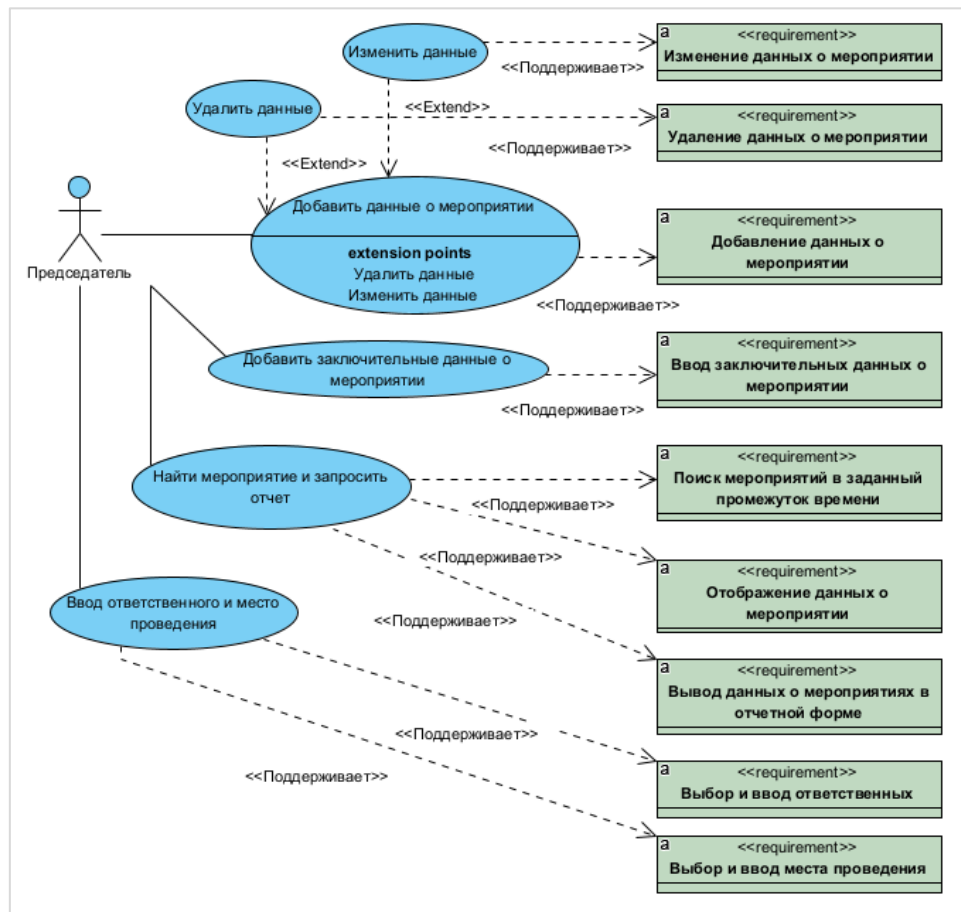 Изменить данные
<<Поддерживает>>
a
<<requirement>>
Изменение данных о мероприятии
Удалить данные
<<Extend>>
<<Поддерживает>>
a
<<requirement>>
Удаление данных о мероприятии
<<Extend>>
Председатель
Добавить данные о мероприятии
extension points
Удалить данные
Изменить данные
<<Поддерживает>>
a
<<requirement>>
Добавление данных о
мероприятии
Добавить заключительные данные о
мероприятии
<<Поддерживает>>
a
<<requirement>>
Ввод заключительных данных о
мероприятии
Найти мероприятие и запросить
отчет
<<Поддерживает>>
a
<<requirement>>
Поиск мероприятий в заданный
промежуток времени
<<Поддерживает>>
a
<<requirement>>
Отображение данных о
мероприятии
<<Поддерживает>>
a
<<requirement>>
Вывод данных о мероприятиях в
отчетной форме
Ввод ответственного и место
проведения
<<Поддерживает>>
a
<<requirement>>
Выбор и ввод ответственных
<<Поддерживает>>
a
<<requirement>>
Выбор и ввод места проведения